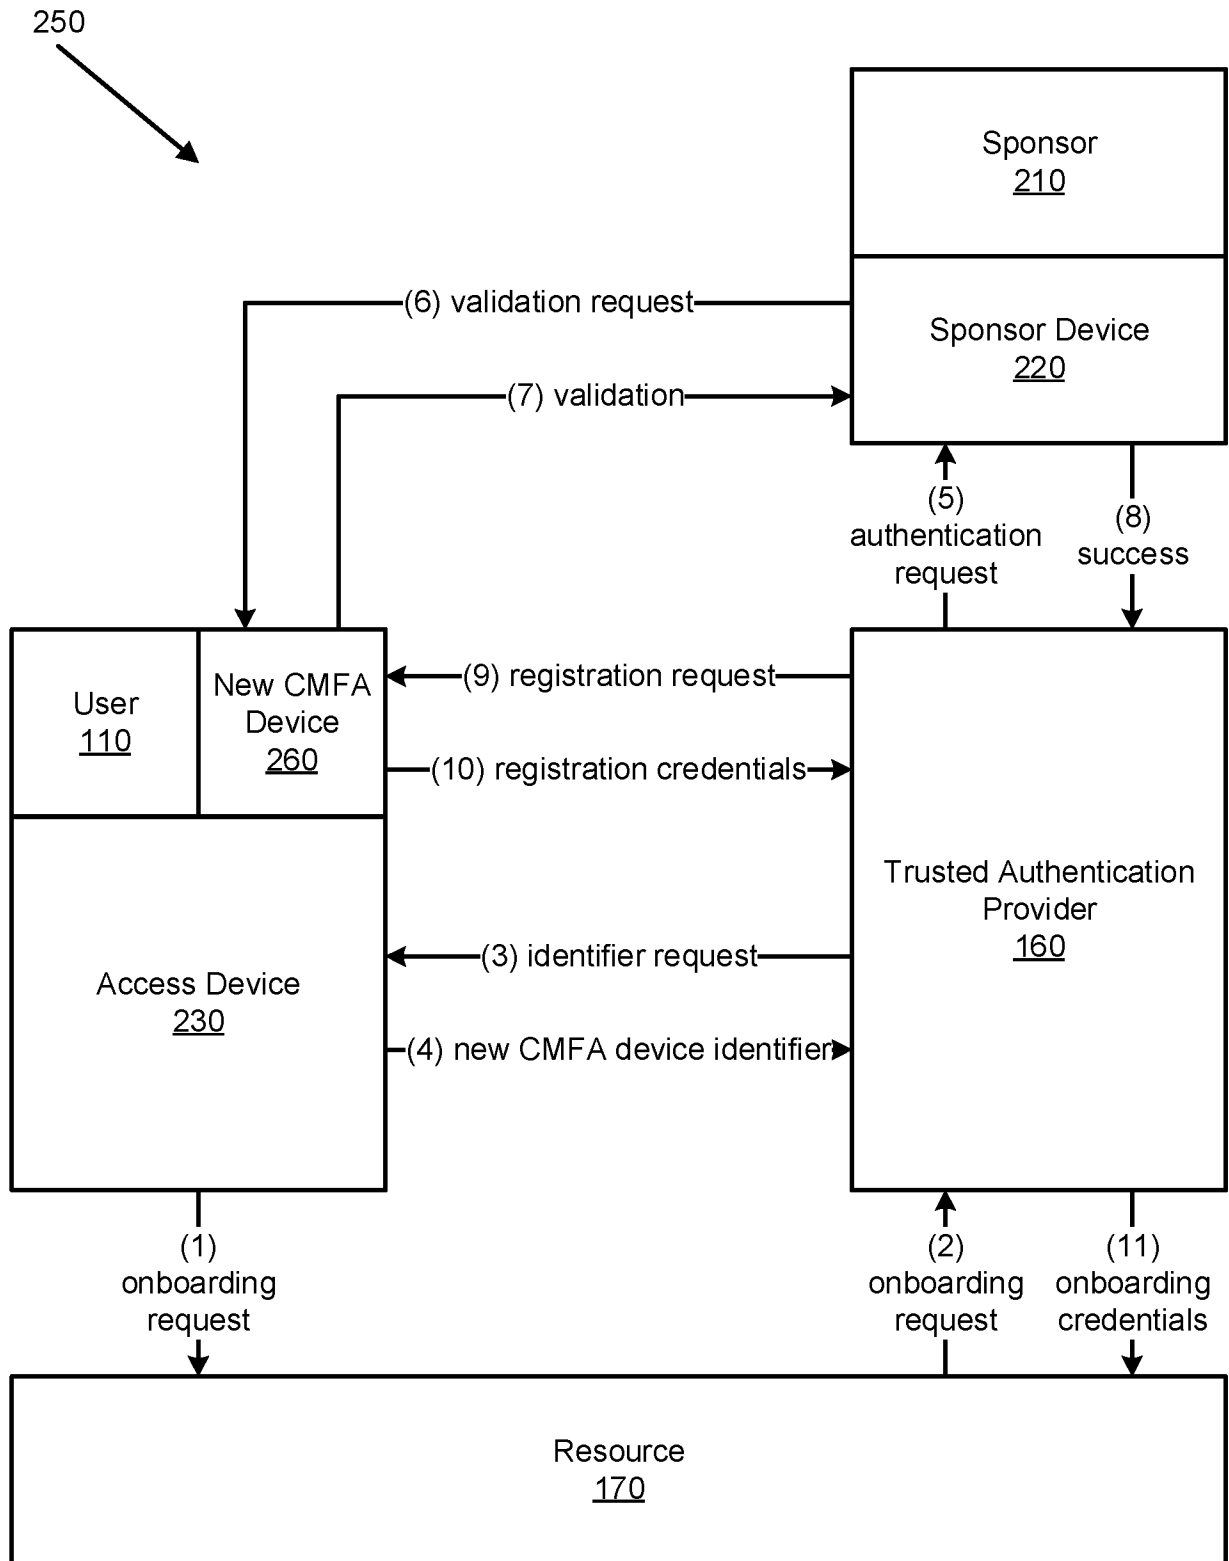 250
Sponsor
210
(6) validation request
Sponsor Device
220
(7) validation
(5)
authentication
request
(8)
success
User
110
New CMFA
Device
260
(9) registration request
(10) registration credentials
Trusted Authentication
Provider
160
Access Device
230
(3) identifier request
(4) new CMFA device identifier
(1)
onboarding
request
(2)
onboarding
request
(11)
onboarding
credentials
Resource
170